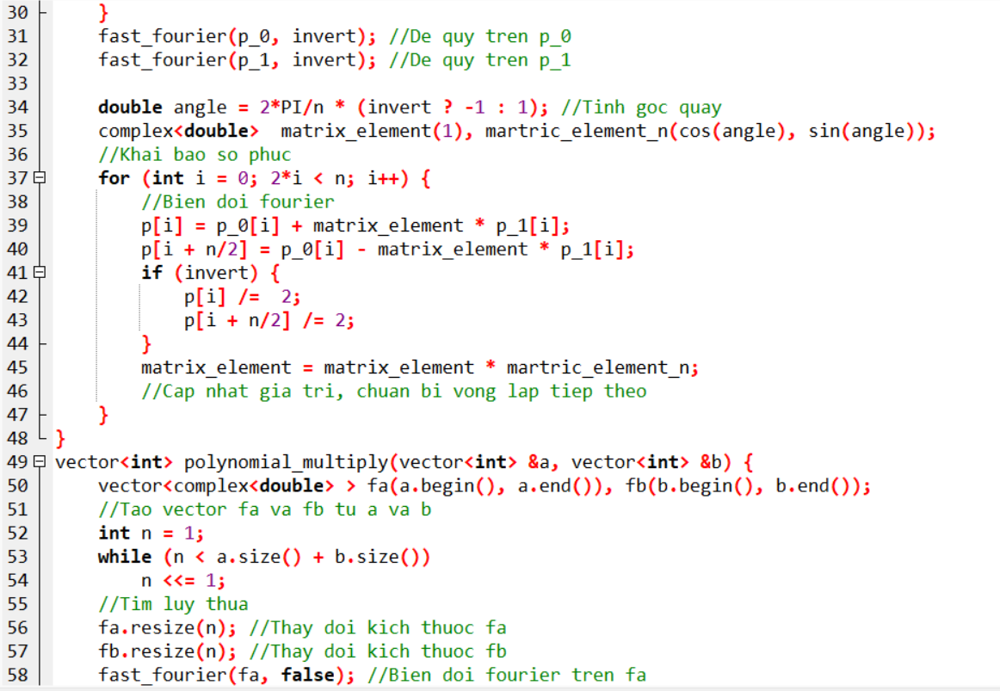 30 }
31 fast_fourier(p_0, invert); //De quy tren p_0
32 fast_fourier(p_1, invert); //De quy tren p_1
33
34 double angle = 2*PI/n * (invert ? -1 : 1); //Tinh goc quay
35 complex<double>  matrix_element(1), martric_element_n(cos(angle), sin(angle));
36 //Khai bao so phuc
37 for (int i = 0; 2*i < n; i++) {
38 //Bien doi fourier
39 p[i] = p_0[i] + matrix_element * p_1[i];
40 p[i + n/2] = p_0[i] - matrix_element * p_1[i];
41 if (invert) {
42 p[i] /=  2;
43 p[i + n/2] /= 2;
44 }
45 matrix_element = matrix_element * martric_element_n;
46 //Cap nhat gia tri, chuan bi vong lap tiep theo
47 }
48 }
49 vector<int> polynomial_multiply(vector<int> &a, vector<int> &b) {
50 vector<complex<double> > fa(a.begin(), a.end()), fb(b.begin(), b.end());
51 //Tao vector fa va fb tu a va b
52 int n = 1;
53 while (n < a.size() + b.size())
54 n <<= 1;
55 //Tim luy thua
56 fa.resize(n); //Thay doi kich thuoc fa
57 fb.resize(n); //Thay doi kich thuoc fb
58 fast_fourier(fa, false); //Bien doi fourier tren fa